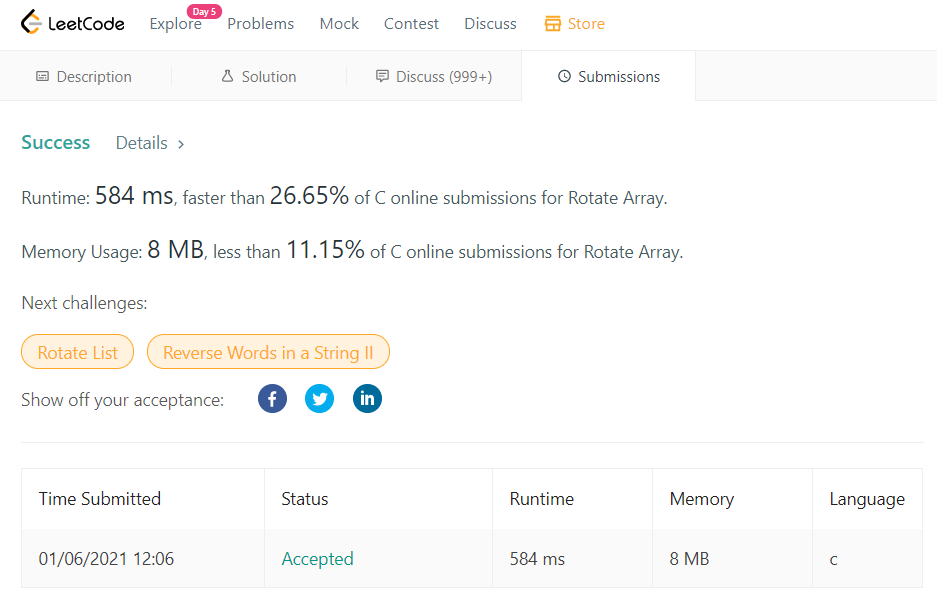 LeetCode Explore Day 5 Problems Mock Contest Discuss Store
Description Solution Discuss (999+) Submissions
Success Details >
Runtime: 584 ms, faster than 26.65% of C online submissions for Rotate Array.
Memory Usage: 8 MB, less than 11.15% of C online submissions for Rotate Array.
Next challenges:
Rotate List Reverse Words in a String II
Show off your acceptance:
Time Submitted Status Runtime Memory Language
01/06/2021 12:06 Accepted 584 ms 8 MB c